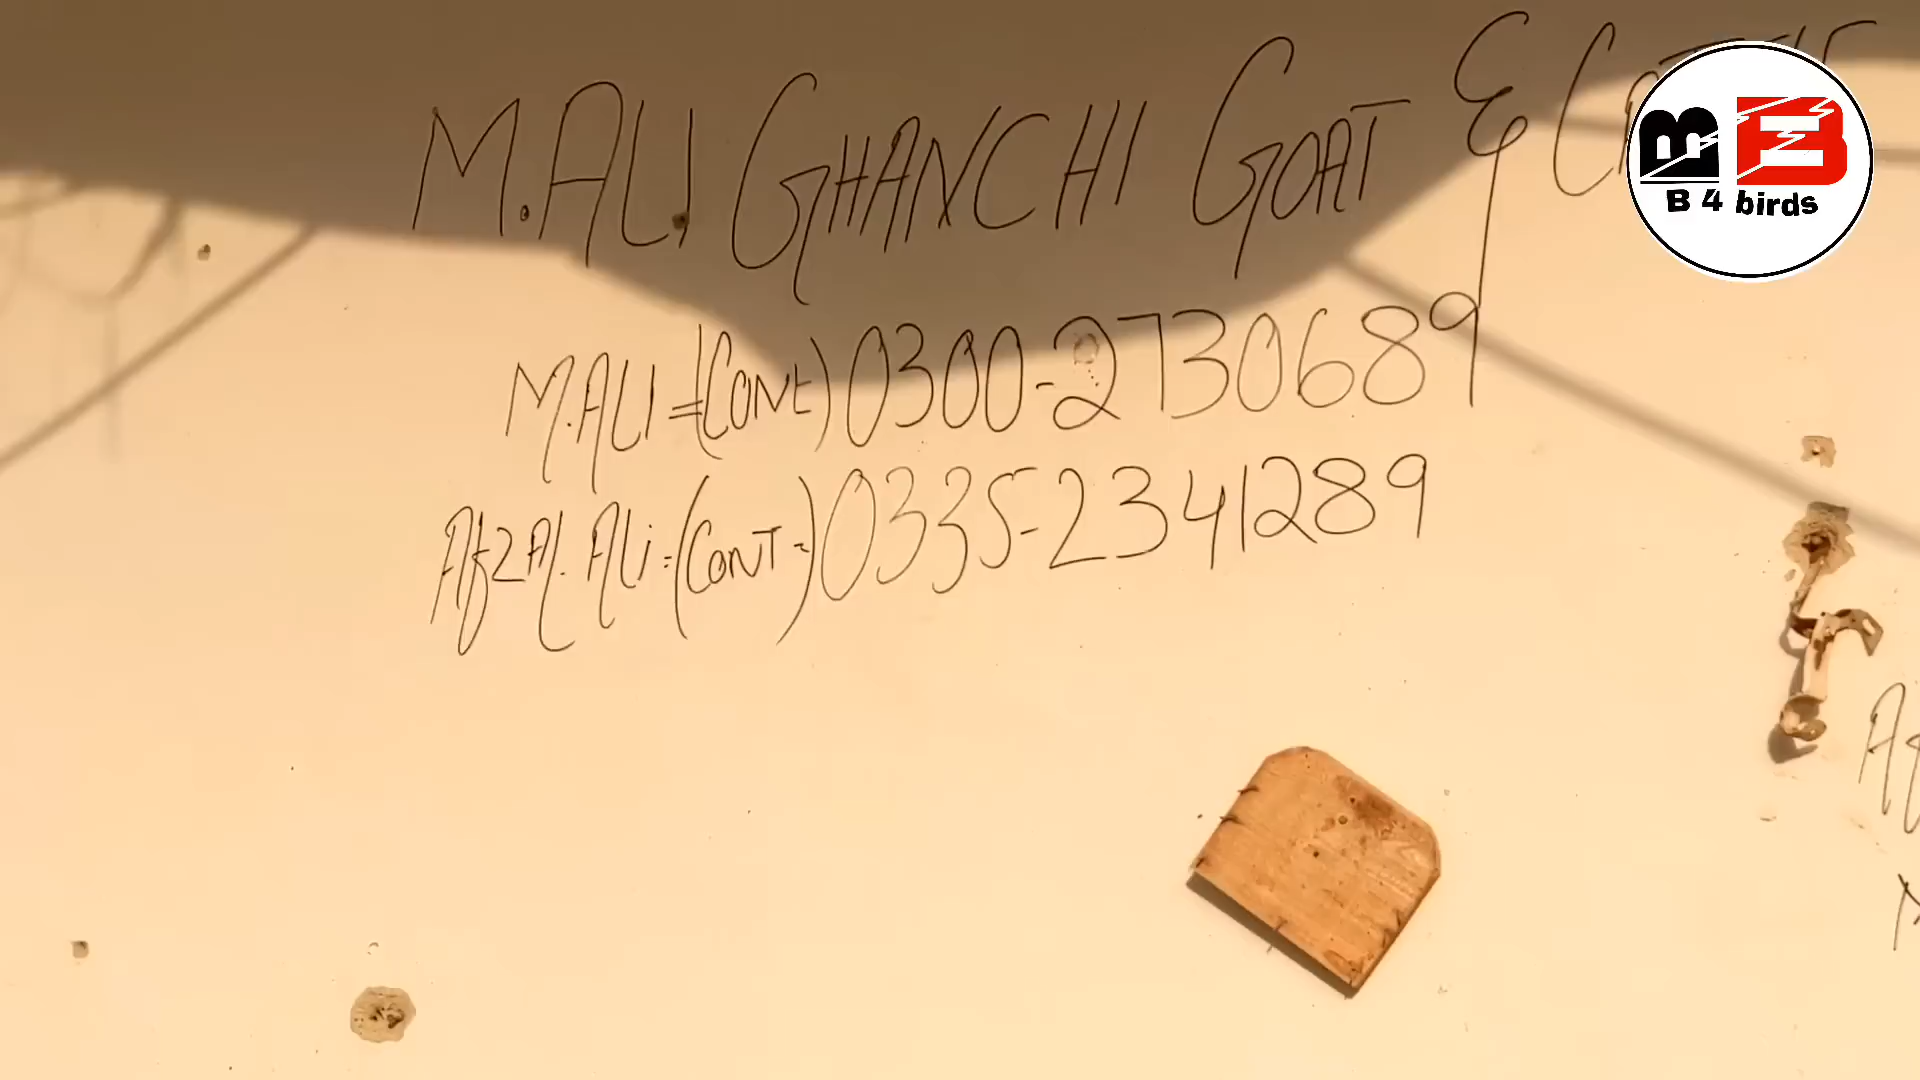 M.ALI GHANCHI GOAT &
M.ALI =(CONt) 0300-2730689
AfzAl. Ali =(CONT=) 0335-2341289
B 4 birds